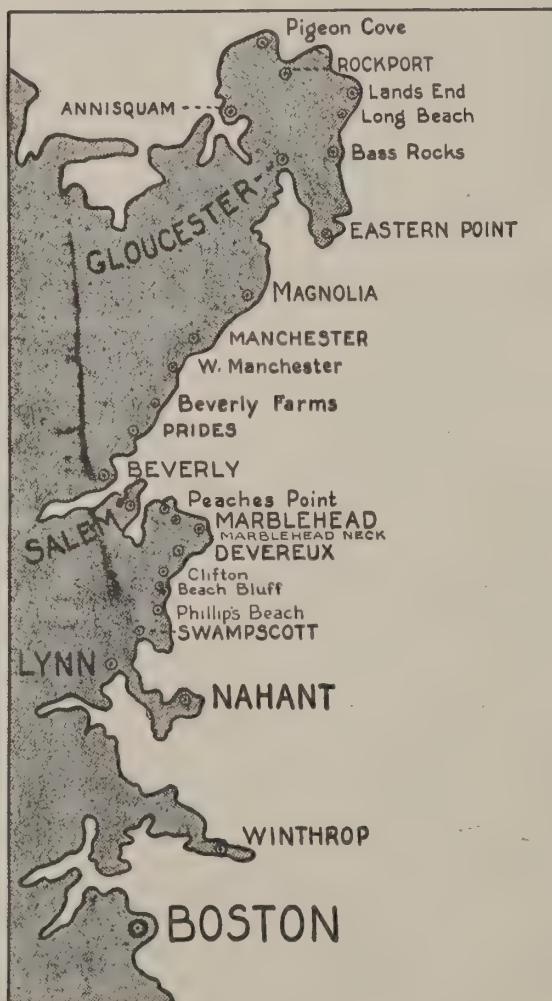 Pigeon Cove
ROCKPORT
ANNISQUAM
Lands End
Long Beach
Bass Rocks
GLOUCESTER
EASTERN POINT
MAGNOLIA
MANCHESTER
W. Manchester
Beverly Farms
PRIDES
BEVERLY
Peaches Point
SALEM
MARBLEHEAD
MARBLEHEAD NECK
DEVEREUX
Clifton
Beach Bluff
Phillip's Beach
SWAMPSCOTT
LYNN
NAHANT
WINTHROP
BOSTON